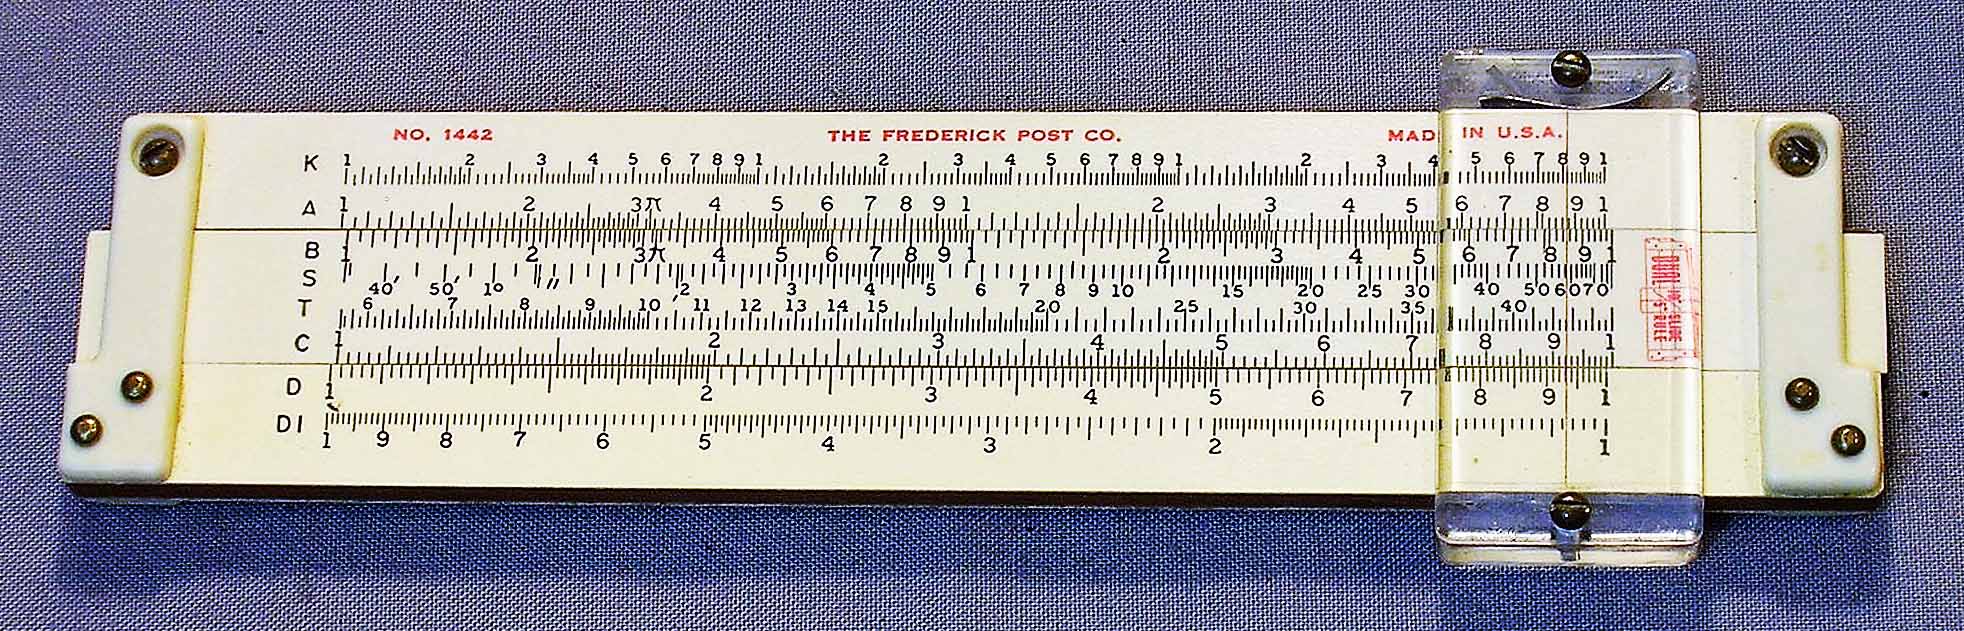 NO. 1442 THE FREDERICK POST CO. MADE IN U.S.A.
K 1 2 3 4 5 6 7 8 9 1 2 3 4 5 6 7 8 9 1 2 3 4 5 6 7 8 9 1
A 1 2 3 π 4 5 6 7 8 9 1 2 3 4 5 6 7 8 9 1
B 1 2 3 π 4 5 6 7 8 9 1 2 3 4 5 6 7 8 9 1
S 40′ 50′ 1° ′ ″ 2 3 4 5 6 7 8 9 10 15 20 25 30 40 50 60 70
T 6 7 8 9 10 11 12 13 14 15 20 25 30 35 40
C 1 2 3 4 5 6 7 8 9 1
D 1 2 3 4 5 6 7 8 9 1
DI 1 9 8 7 6 5 4 3 2 1
DUAL 10" SLIDE
5" RULE